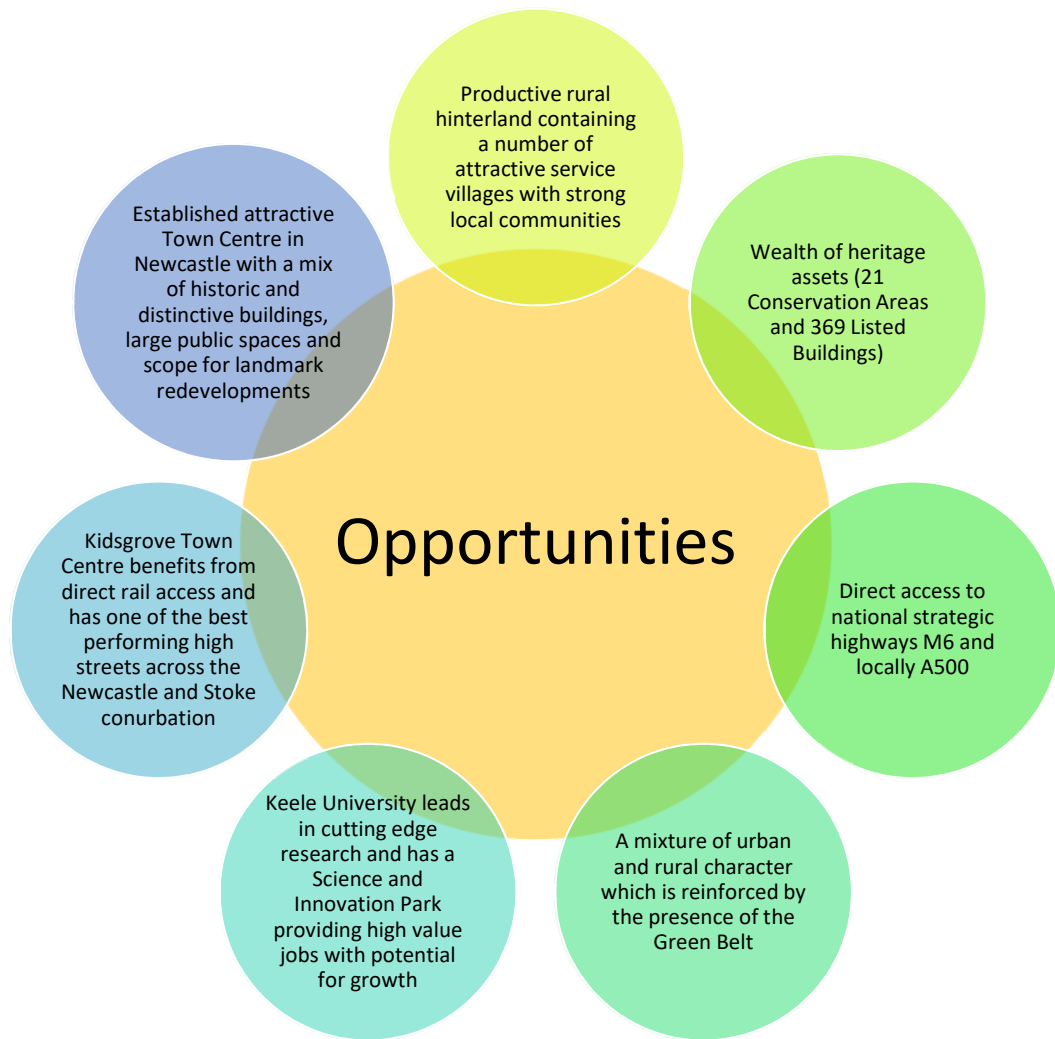 Productive rural
hinterland containing
a number of
attractive service
villages with strong
local communities
Wealth of heritage
assets (21
Conservation Areas
and 369 Listed
Buildings)
Direct access to
national strategic
highways M6 and
locally A500
A mixture of urban
and rural character
which is reinforced by
the presence of the
Green Belt
Keele University leads
in cutting edge
research and has a
Science and
Innovation Park
providing high value
jobs with potential
for growth
Kidsgrove Town
Centre benefits from
direct rail access and
has one of the best
performing high
streets across the
Newcastle and Stoke
conurbation
Established attractive
Town Centre in
Newcastle with a mix
of historic and
distinctive buildings,
large public spaces and
scope for landmark
redevelopments
Opportunities